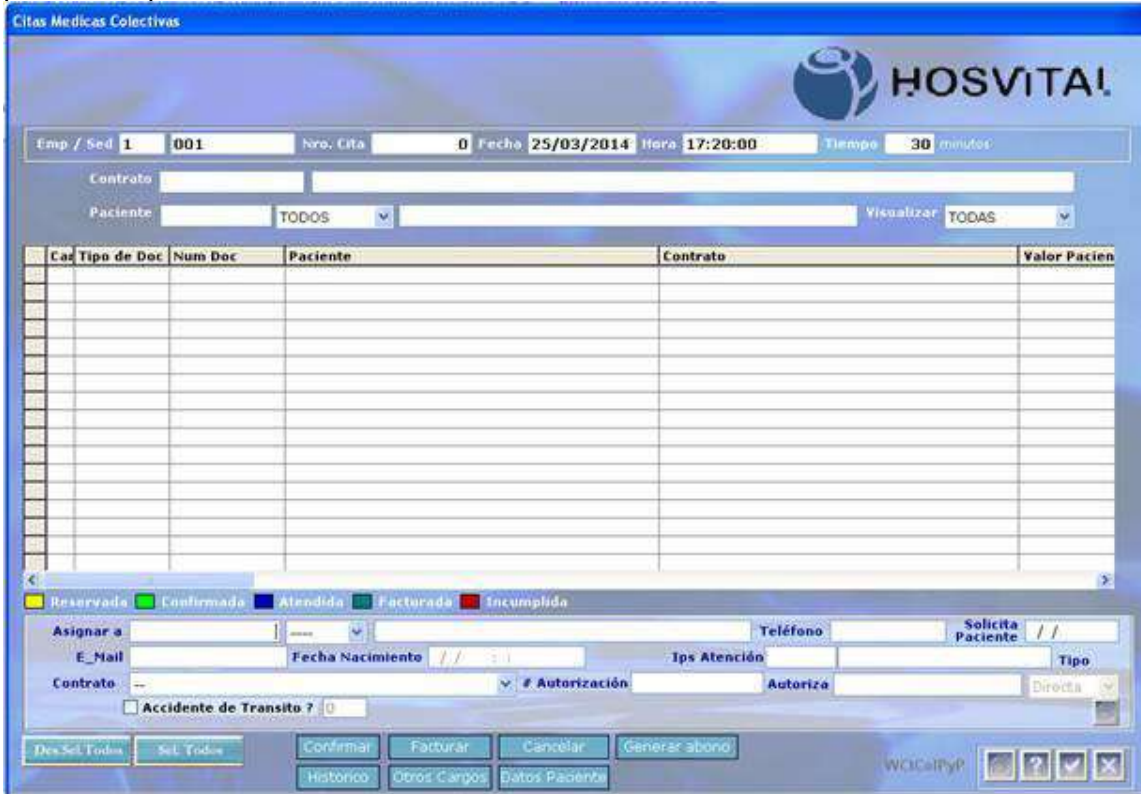 Citas Medicas Colectivas
HOSVITAL
Emp / Sed 1 001 Nro. Cita 0 Fecha 25/03/2014 Hora 17:20:00 Tiempo 30 minutos
Contrato
Paciente TODOS Visualizar TODAS
Car Tipo de Doc Num Doc Paciente Contrato Valor Pacien
Reservada Confirmada Atendida Facturada Incumplida
Asignar a ---- Teléfono Solicita Paciente / /
E_Mail Fecha Nacimiento / / : : Ips Atención Tipo
Contrato -- # Autorización Autoriza Directa
Accidente de Transito ? 0
Des.Sel.Todos Sel. Todos Confirmar Facturar Cancelar Generar abono
Historico Otros Cargos Datos Paciente
?